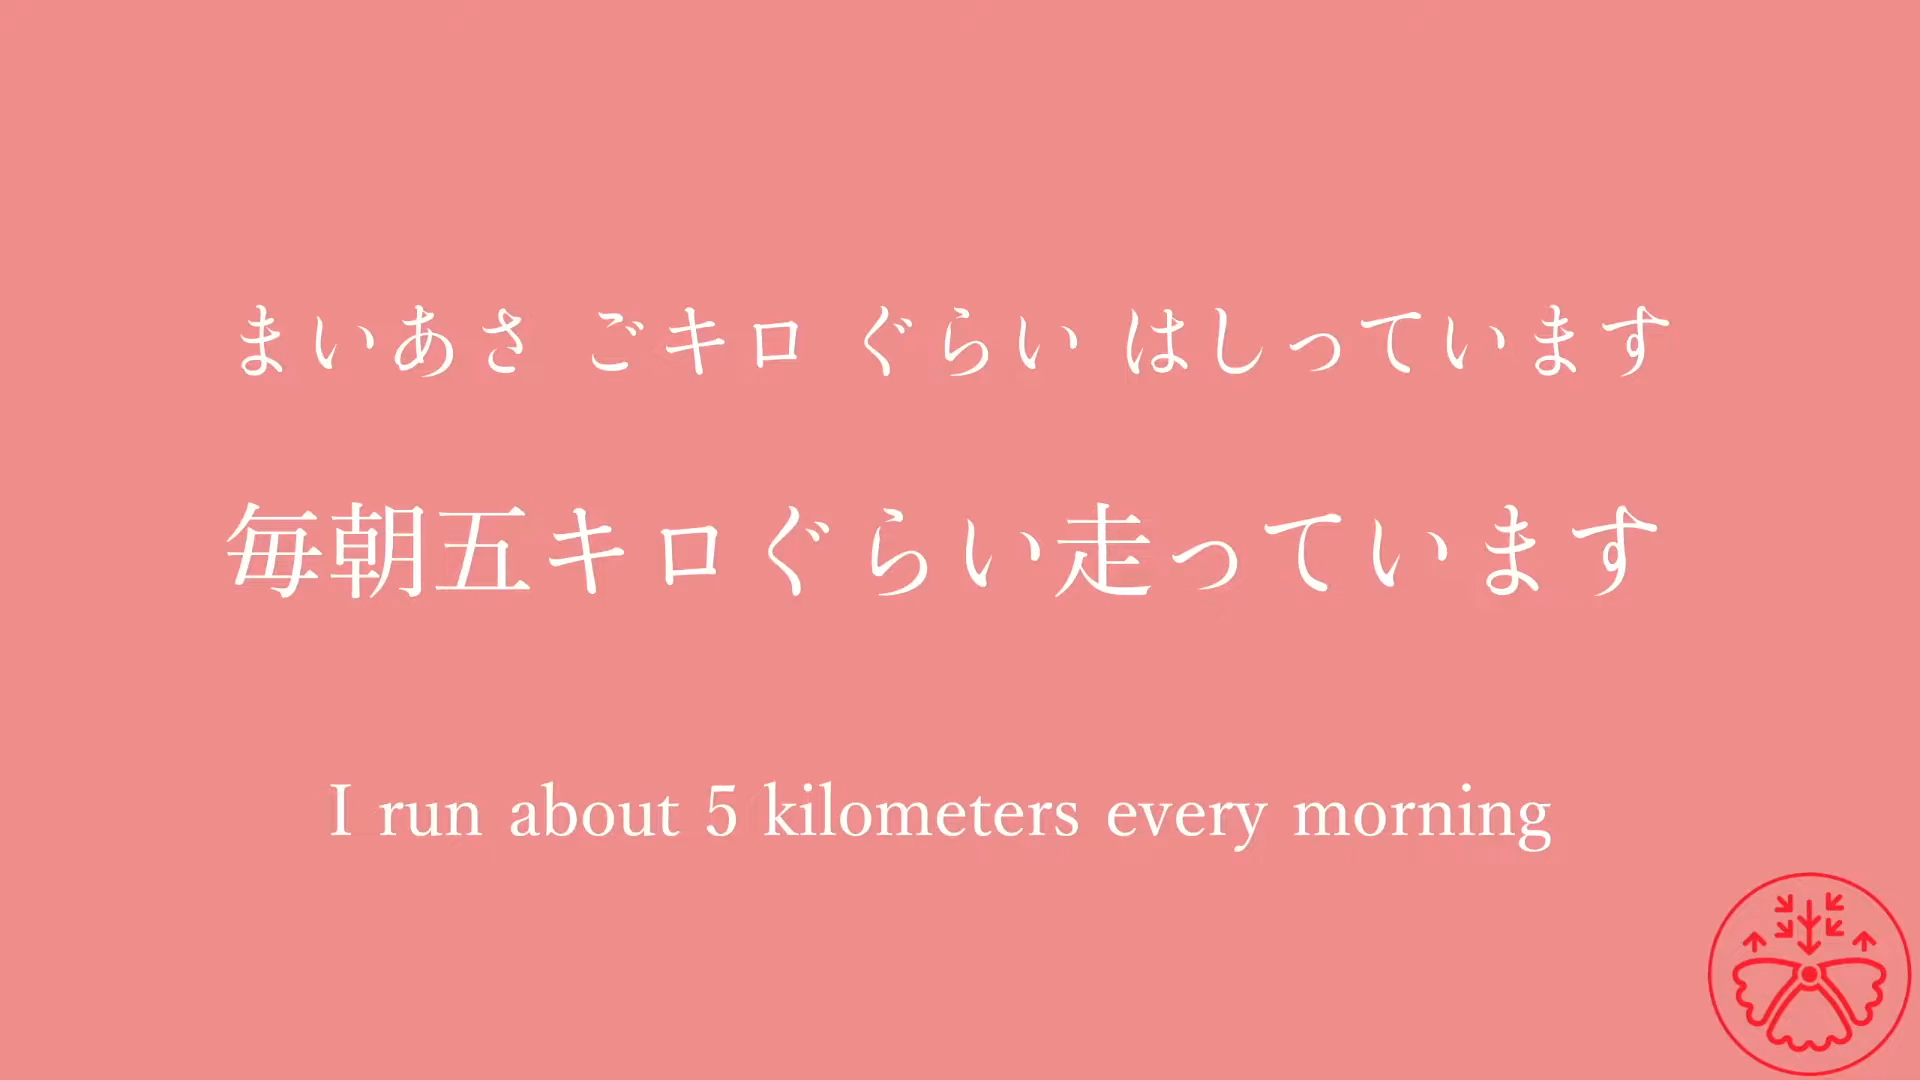 まいあさ ごキロ ぐらい はしっています
毎朝五キロぐらい走っています
I run about 5 kilometers every morning